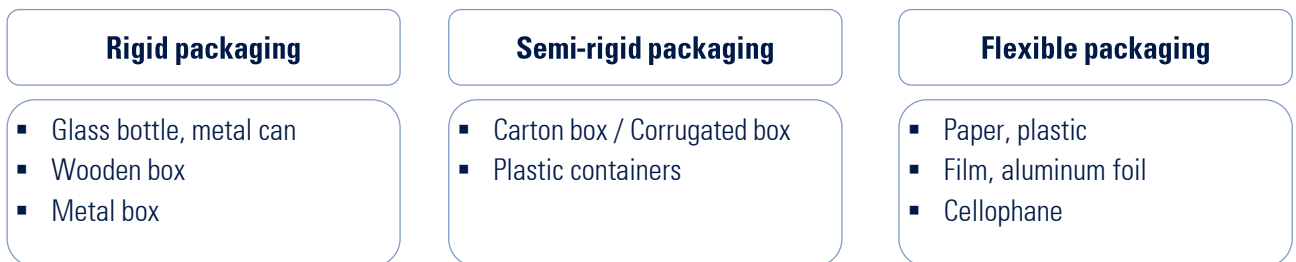 Rigid packaging
▪ Glass bottle, metal can
▪ Wooden box
▪ Metal box
Semi-rigid packaging
▪ Carton box / Corrugated box
▪ Plastic containers
Flexible packaging
▪ Paper, plastic
▪ Film, aluminum foil
▪ Cellophane